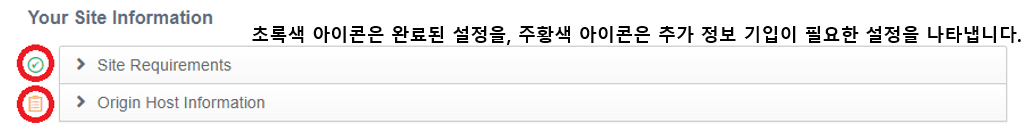 Your Site Information
초록색 아이콘은 완료된 설정을, 주황색 아이콘은 추가 정보 기입이 필요한 설정을 나타냅니다.
Site Requirements
Origin Host Information